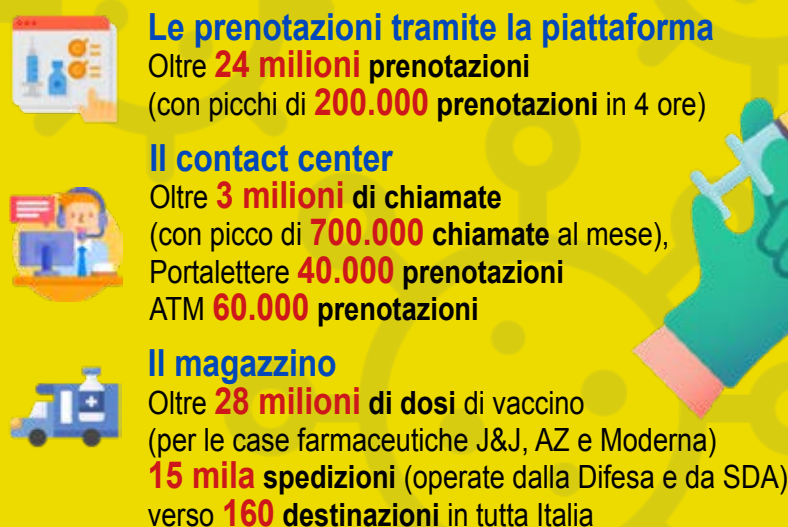 Le prenotazioni tramite la piattaforma
Oltre 24 milioni prenotazioni
(con picchi di 200.000 prenotazioni in 4 ore)
Il contact center
Oltre 3 milioni di chiamate
(con picco di 700.000 chiamate al mese),
Portalettere 40.000 prenotazioni
ATM 60.000 prenotazioni
Il magazzino
Oltre 28 milioni di dosi di vaccino
(per le case farmaceutiche J&J, AZ e Moderna)
15 mila spedizioni (operate dalla Difesa e da SDA)
verso 160 destinazioni in tutta Italia